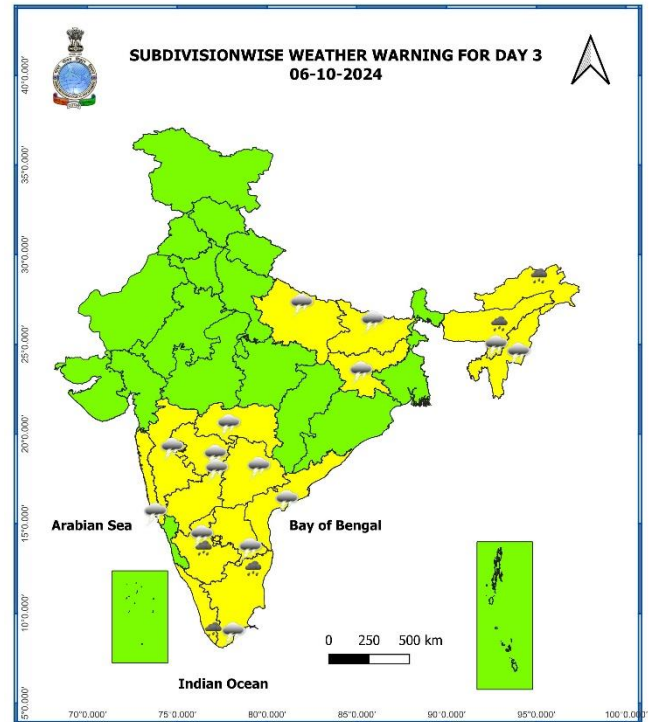 SUBDIVISIONWISE WEATHER WARNING FOR DAY 3
06-10-2024
40°0.000'
35°0.000'
30°0.000'
25°0.000'
20°0.000'
15°0.000'
10°0.000'
5°0.000'
Arabian Sea
Bay of Bengal
0 250 500 km
Indian Ocean
70°0.000' 75°0.000' 80°0.000' 85°0.000' 90°0.000' 95°0.000' 100°0.0